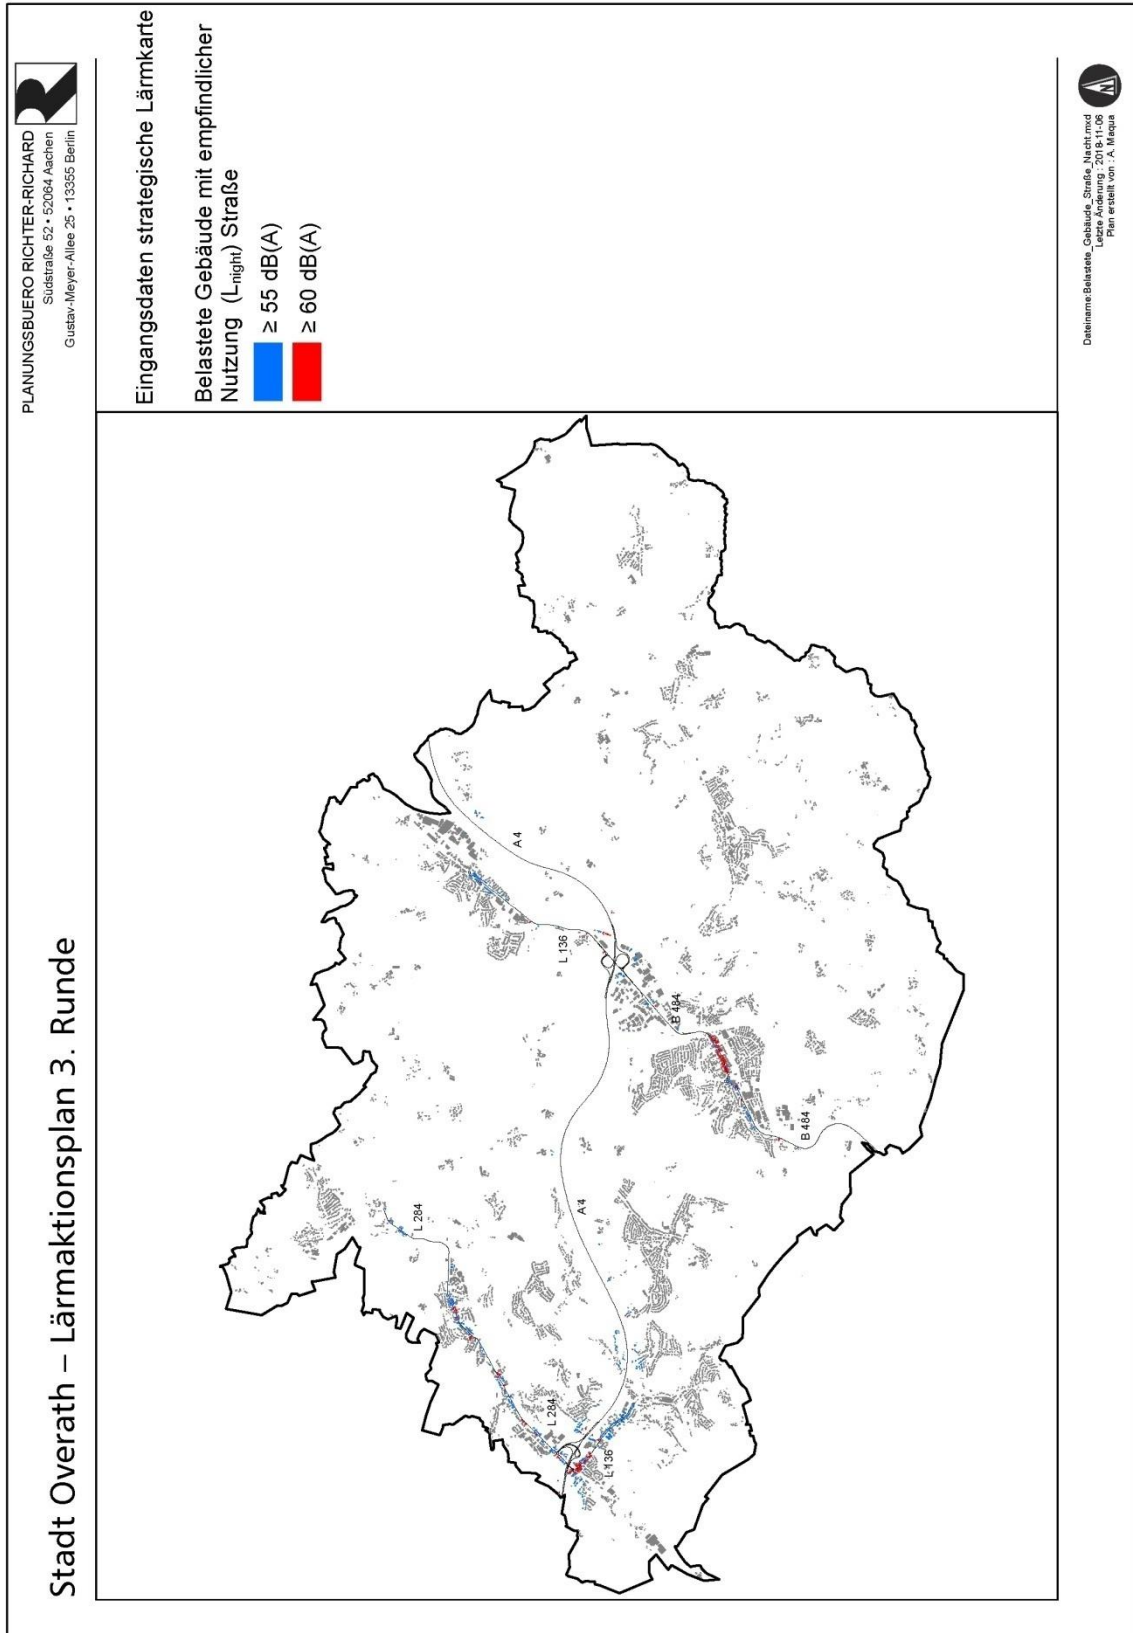 Stadt Overath – Lärmaktionsplan 3. Runde
PLANUNGSBUERO RICHTER-RICHARD
Südstraße 52 • 52064 Aachen
Gustav-Meyer-Allee 25 • 13355 Berlin
R
Eingangsdaten strategische Lärmkarte
Belastete Gebäude mit empfindlicher
Nutzung (Lnight) Straße
≥ 55 dB(A)
≥ 60 dB(A)
L 284
L 284
L 136
A 4
A 4
L 136
B 484
B 484
N
Dateiname:Belastete_Gebäude_Straße_Nacht.mxd
Letzte Änderung : 2018-11-06
Plan erstellt von : A. Maqua